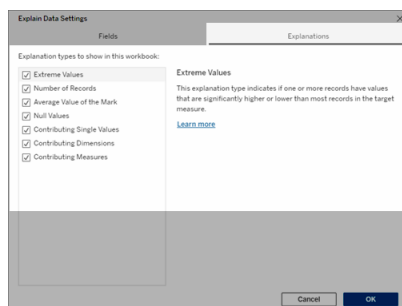 Explain Data Settings
Fields
Explanations
Explanation types to show in this workbook:
Extreme Values
Number of Records
Average Value of the Mark
Null Values
Contributing Single Values
Contributing Dimensions
Contributing Measures
Extreme Values
This explanation type indicates if one or more records have values
that are significantly higher or lower than most records in the target
measure.
Learn more
Cancel
OK